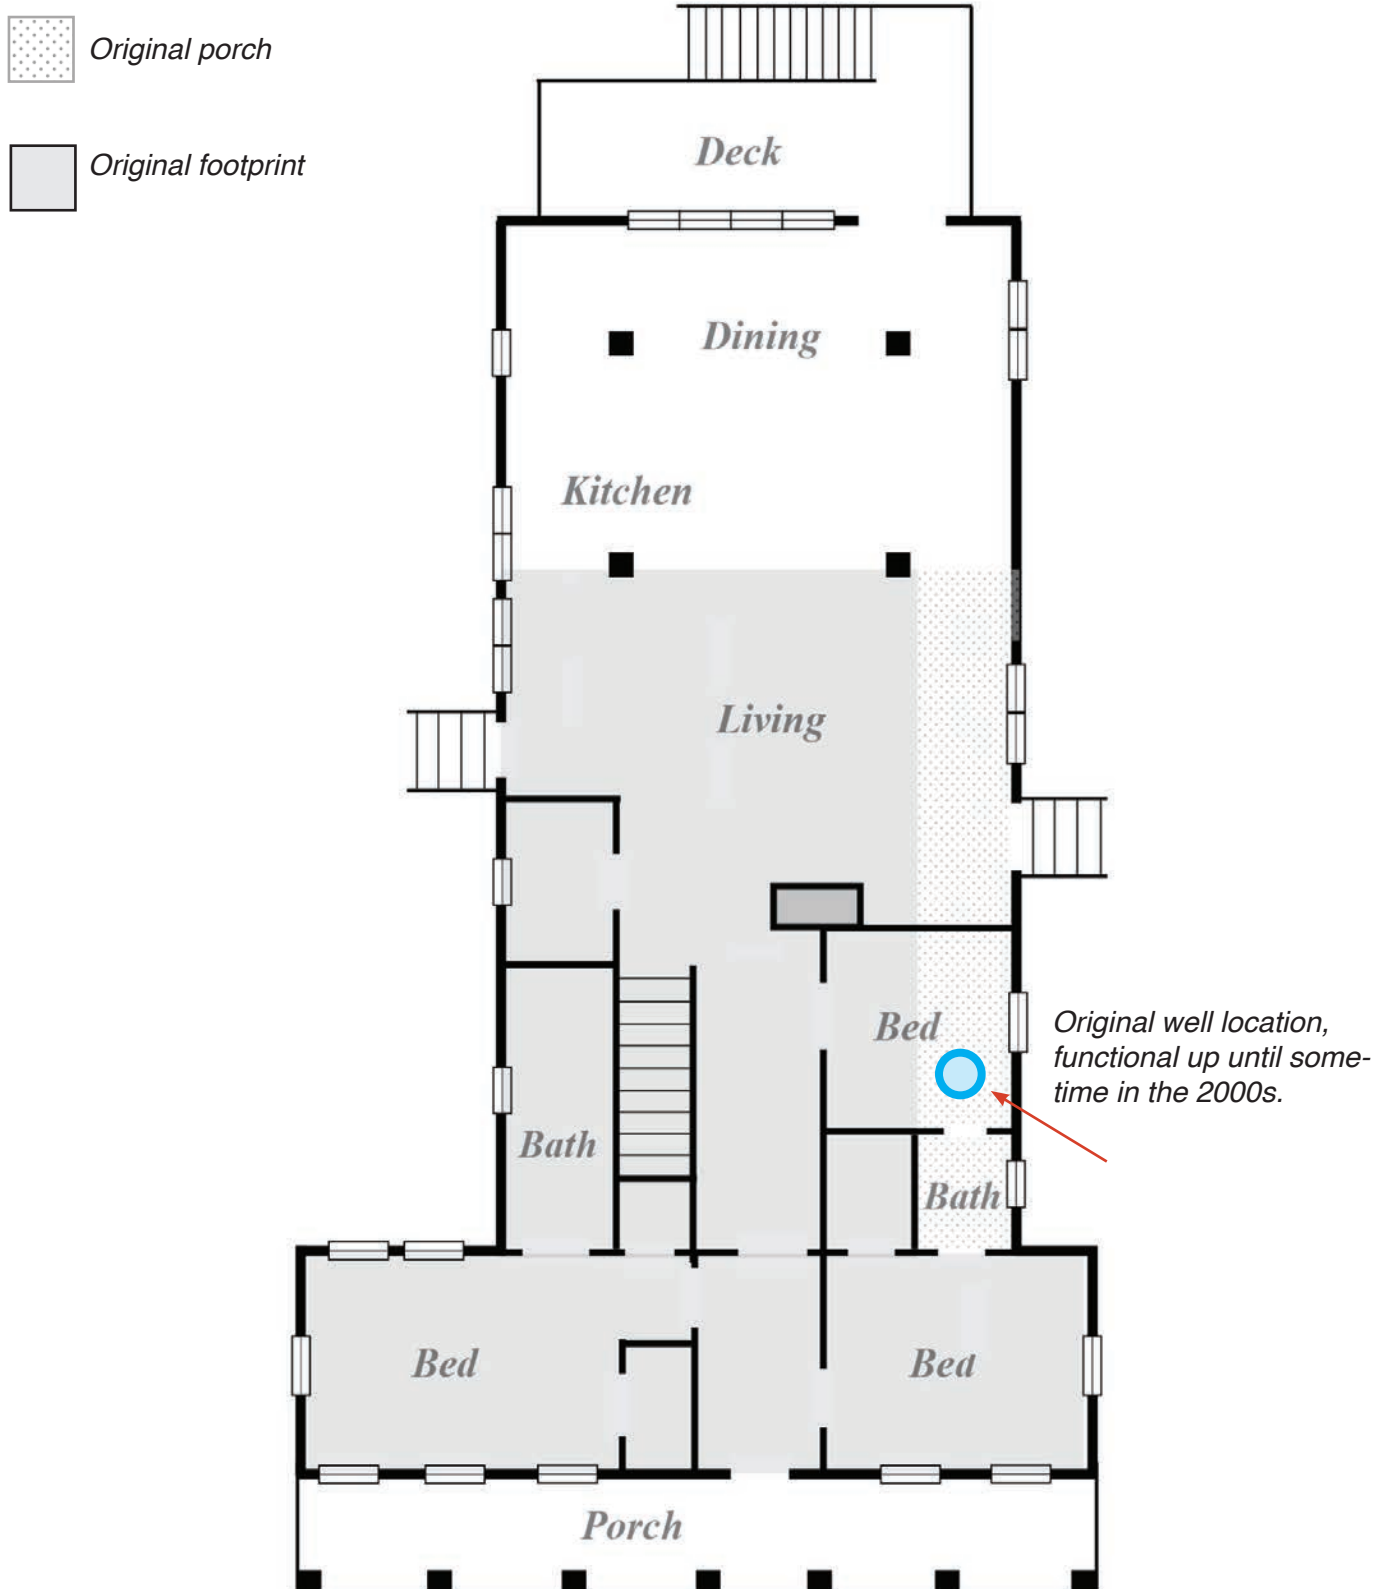 Original porch
Original footprint
Deck
Dining
Kitchen
Living
Bed
Original well location,
functional up until some-
time in the 2000s.
Bath
Bath
Bed
Bed
Porch